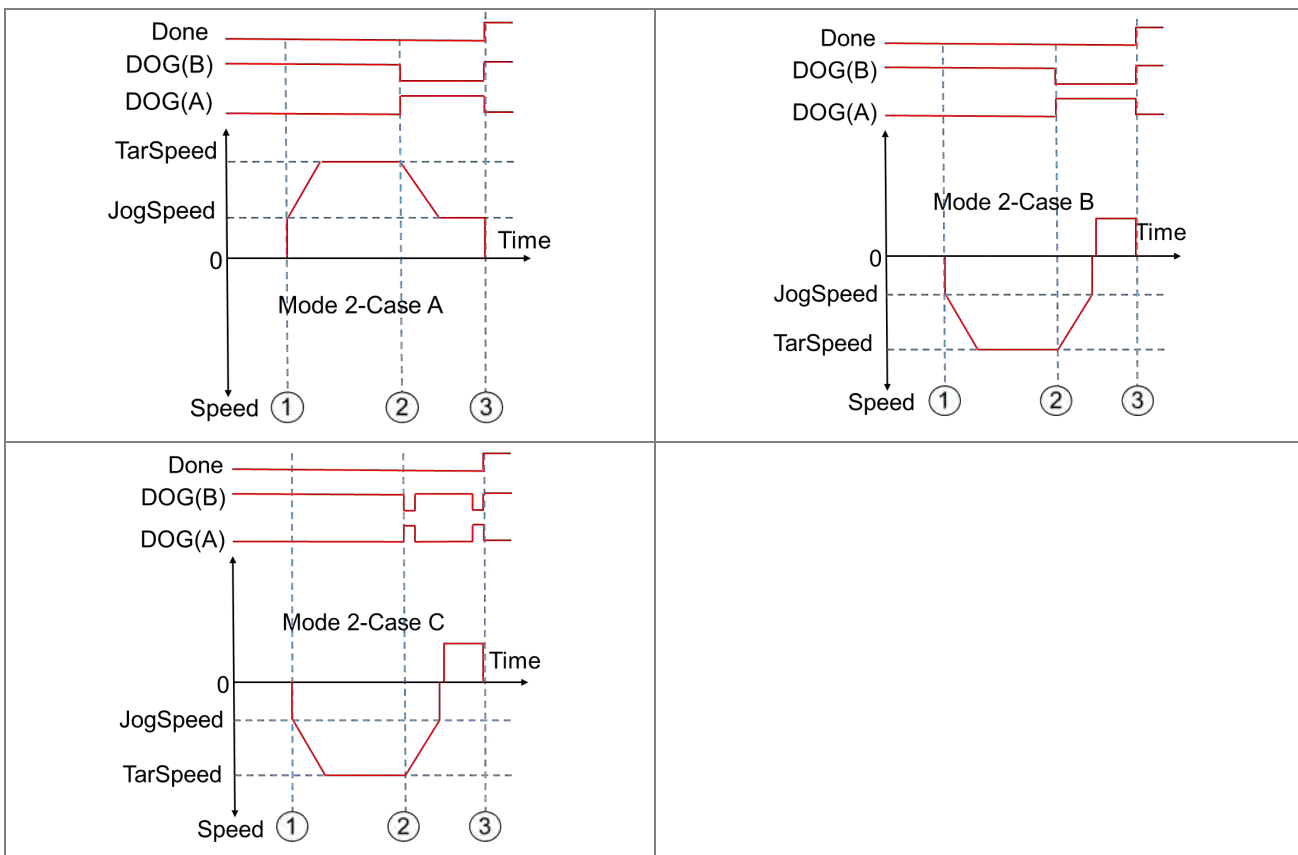 Done
DOG(B)
DOG(A)
TarSpeed
JogSpeed
Time
0
Mode 2-Case A
Speed 1 2 3
Done
DOG(B)
DOG(A)
Mode 2-Case B
Time
0
JogSpeed
TarSpeed
Speed 1 2 3
Done
DOG(B)
DOG(A)
Mode 2-Case C
Time
0
JogSpeed
TarSpeed
Speed 1 2 3